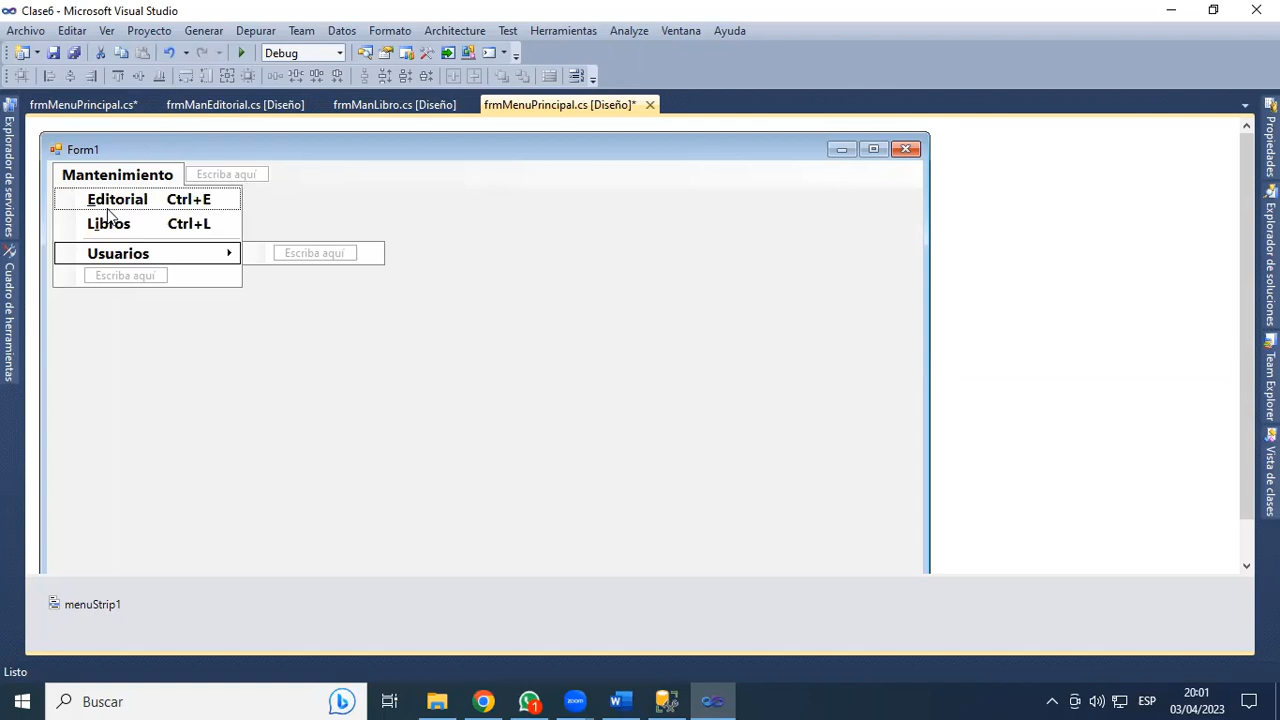 Clase6 - Microsoft Visual Studio
Archivo Editar Ver Proyecto Generar Depurar Team Datos Formato Architecture Test Herramientas Analyze Ventana Ayuda
Debug
frmMenuPrincipal.cs* frmManEditorial.cs [Diseño] frmManLibro.cs [Diseño] frmMenuPrincipal.cs [Diseño]*
Explorador de servidores
Cuadro de herramientas
Form1
Mantenimiento Escriba aquí
Editorial Ctrl+E
Libros Ctrl+L
Usuarios Escriba aquí
Escriba aquí
Propiedades
Explorador de soluciones
Team Explorer
Vista de clases
menuStrip1
Listo
Buscar
1
zoom
ESP
20:01
03/04/2023